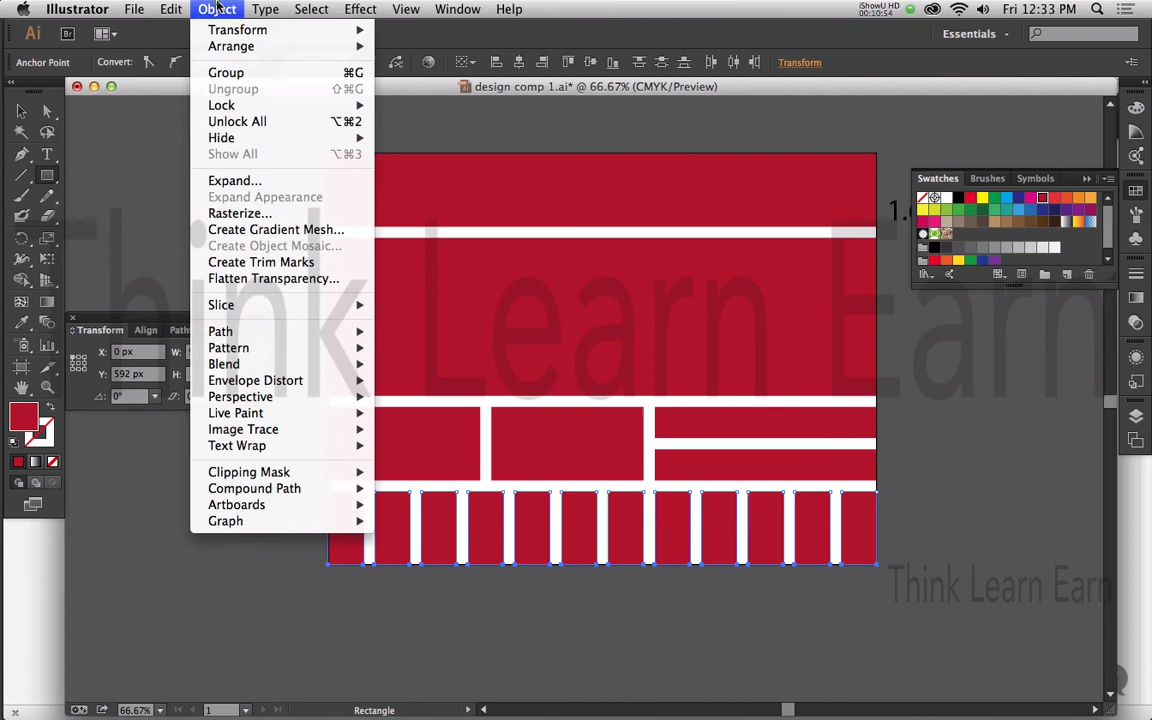 Illustrator File Edit Object Type Select Effect View Window Help
iShowU HD
00:10:54
Fri 12:33 PM
Ai Br
Essentials
Anchor Point Convert:
Transform
design comp 1.ai* @ 66.67% (CMYK/Preview)
Transform
Arrange
Group ⌘G
Ungroup ⇧⌘G
Lock
Unlock All ⌥⌘2
Hide
Show All ⌥⌘3
Expand...
Expand Appearance
Rasterize...
Create Gradient Mesh...
Create Object Mosaic...
Create Trim Marks
Flatten Transparency...
Slice
Path
Pattern
Blend
Envelope Distort
Perspective
Live Paint
Image Trace
Text Wrap
Clipping Mask
Compound Path
Artboards
Graph
Swatches Brushes Symbols
Transform Align Path
X: 0 px W:
Y: 592 px H:
0°
Think Learn Earn
Think Learn Earn
66.67% 1 Rectangle